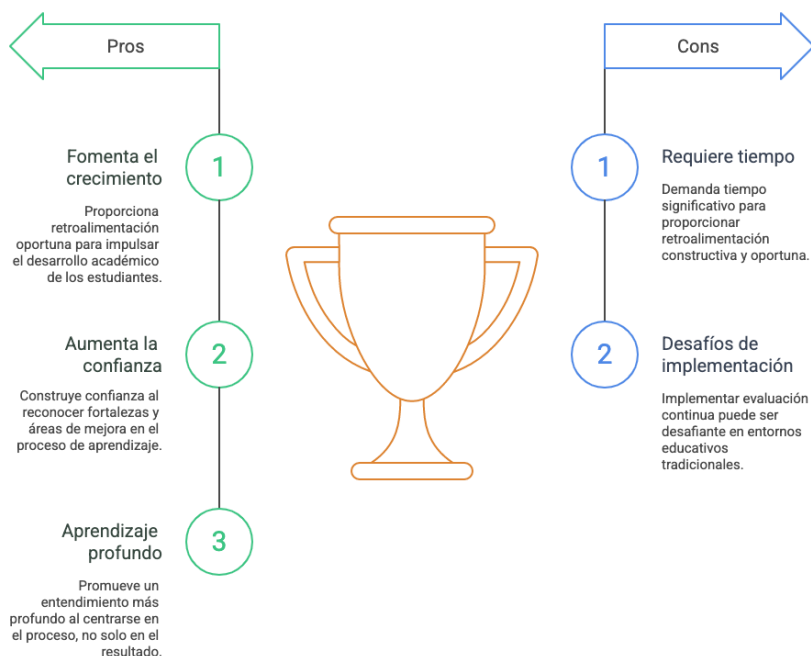 Pros
1
Fomenta el
crecimiento
Proporciona
retroalimentación
oportuna para impulsar
el desarrollo académico
de los estudiantes.
2
Aumenta la
confianza
Construye confianza al
reconocer fortalezas y
áreas de mejora en el
proceso de aprendizaje.
3
Aprendizaje
profundo
Promueve un
entendimiento más
profundo al centrarse en
el proceso, no solo en el
resultado.
Cons
1
Requiere tiempo
Demanda tiempo
significativo para
proporcionar
retroalimentación
constructiva y oportuna.
2
Desafíos de
implementación
Implementar evaluación
continua puede ser
desafiante en entornos
educativos
tradicionales.